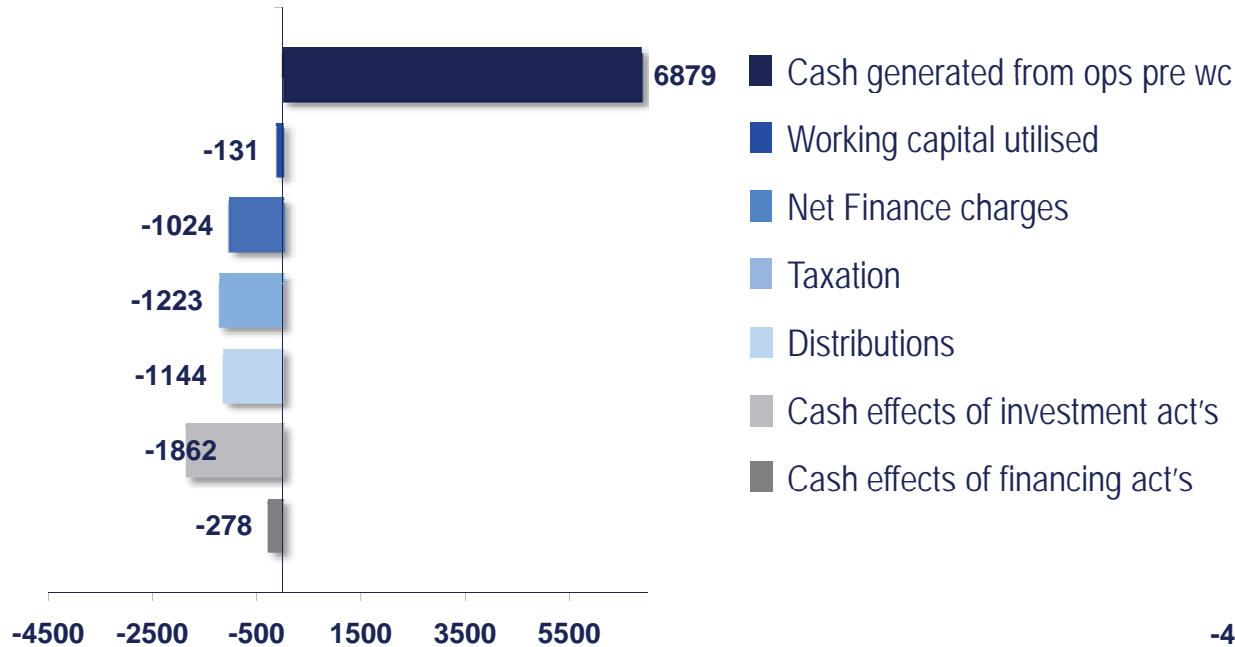 6879
-131
-1024
-1223
-1144
-1862
-278
-4500 -2500 -500 1500 3500 5500
Cash generated from ops pre wc
Working capital utilised
Net Finance charges
Taxation
Distributions
Cash effects of investment act's
Cash effects of financing act's
-4